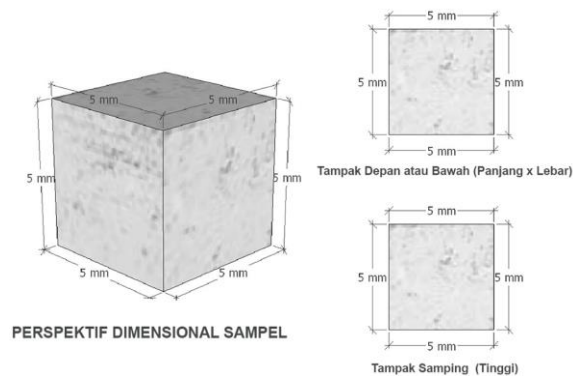 5 mm
5 mm
5 mm
5 mm
5 mm
5 mm
PERSPEKTIF DIMENSIONAL SAMPEL
5 mm
5 mm
5 mm
5 mm
Tampak Depan atau Bawah (Panjang x Lebar)
5 mm
5 mm
5 mm
5 mm
Tampak Samping (Tinggi)